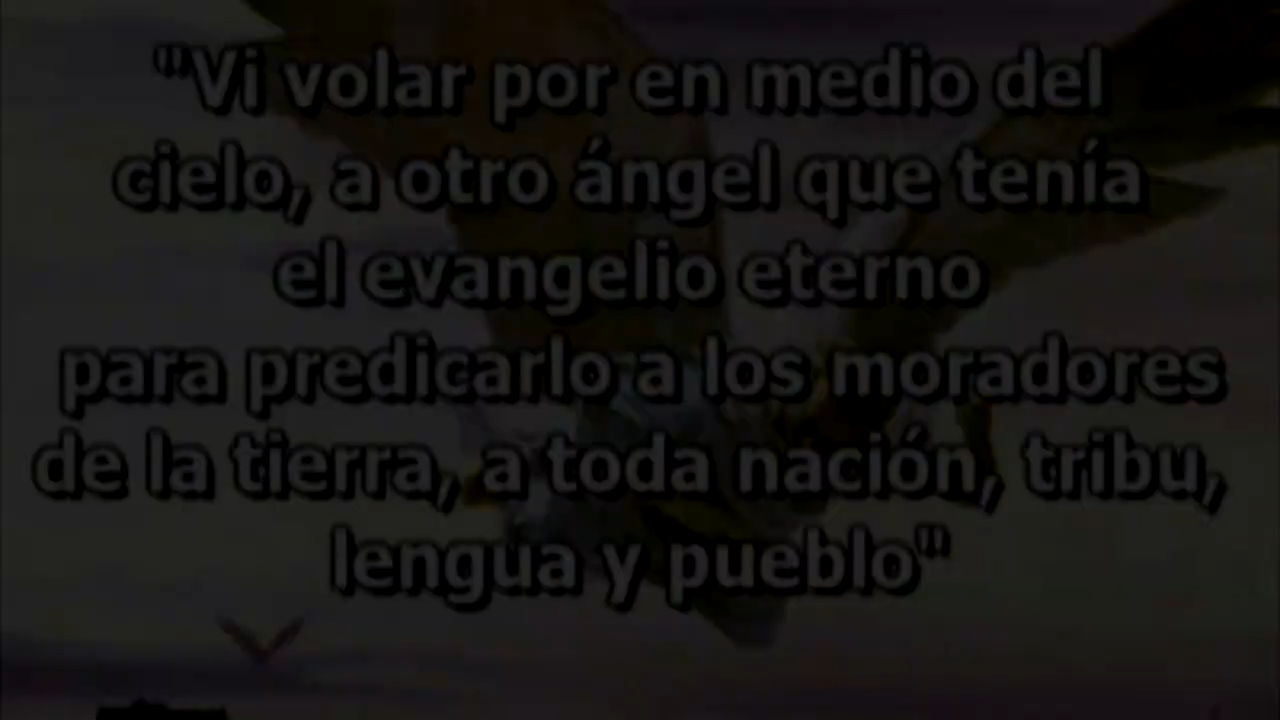 "Vi volar por en medio del
cielo, a otro ángel que tenía
el evangelio eterno
para predicarlo a los moradores
de la tierra, a toda nación, tribu,
lengua y pueblo"